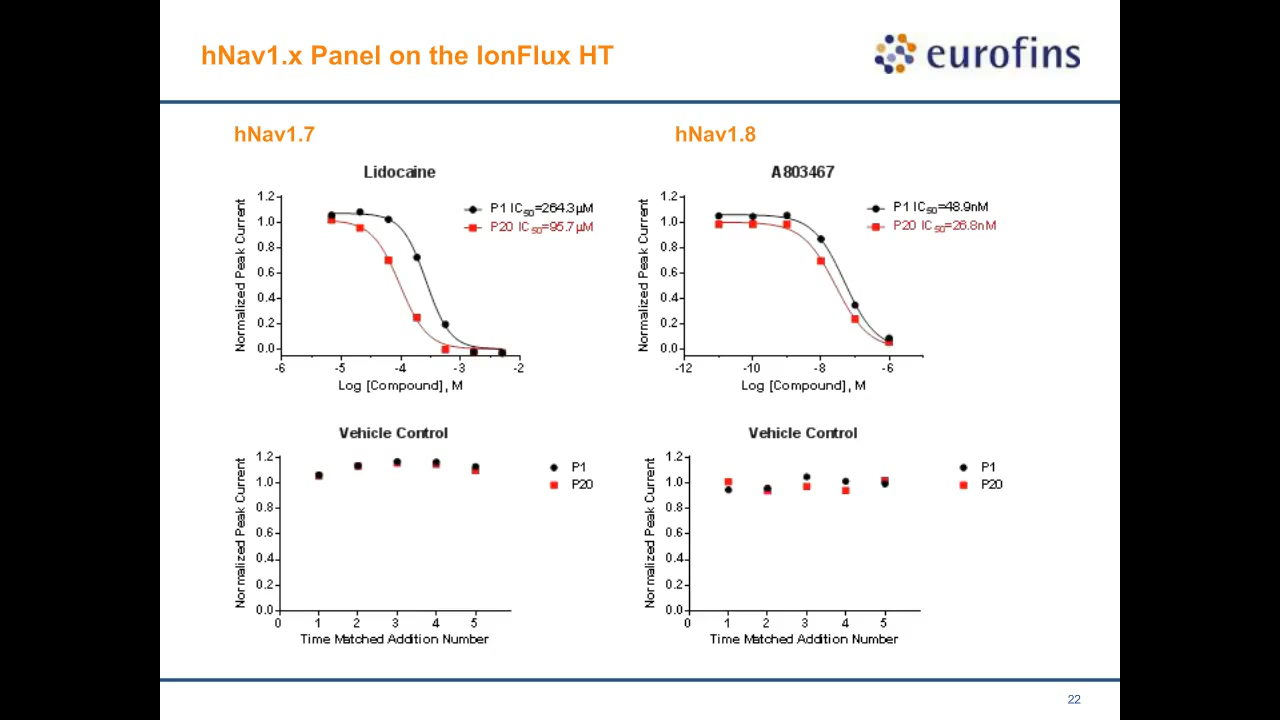 hNav1.x Panel on the IonFlux HT
eurofins
hNav1.7
hNav1.8
Lidocaine
Normalized Peak Current
1.2
1.0
0.8
0.6
0.4
0.2
0.0
-6 -5 -4 -3 -2
Log [Compound], M
P1 IC50=264.3µM
P20 IC50=95.7µM
A803467
Normalized Peak Current
1.2
1.0
0.8
0.6
0.4
0.2
0.0
-12 -10 -8 -6
Log [Compound], M
P1 IC50=48.9nM
P20 IC50=26.8nM
Vehicle Control
Normalized Peak Current
1.2
1.0
0.8
0.6
0.4
0.2
0.0
0 1 2 3 4 5
Time Matched Addition Number
P1
P20
Vehicle Control
Normalized Peak Current
1.2
1.0
0.8
0.6
0.4
0.2
0.0
0 1 2 3 4 5
Time Matched Addition Number
P1
P20
22